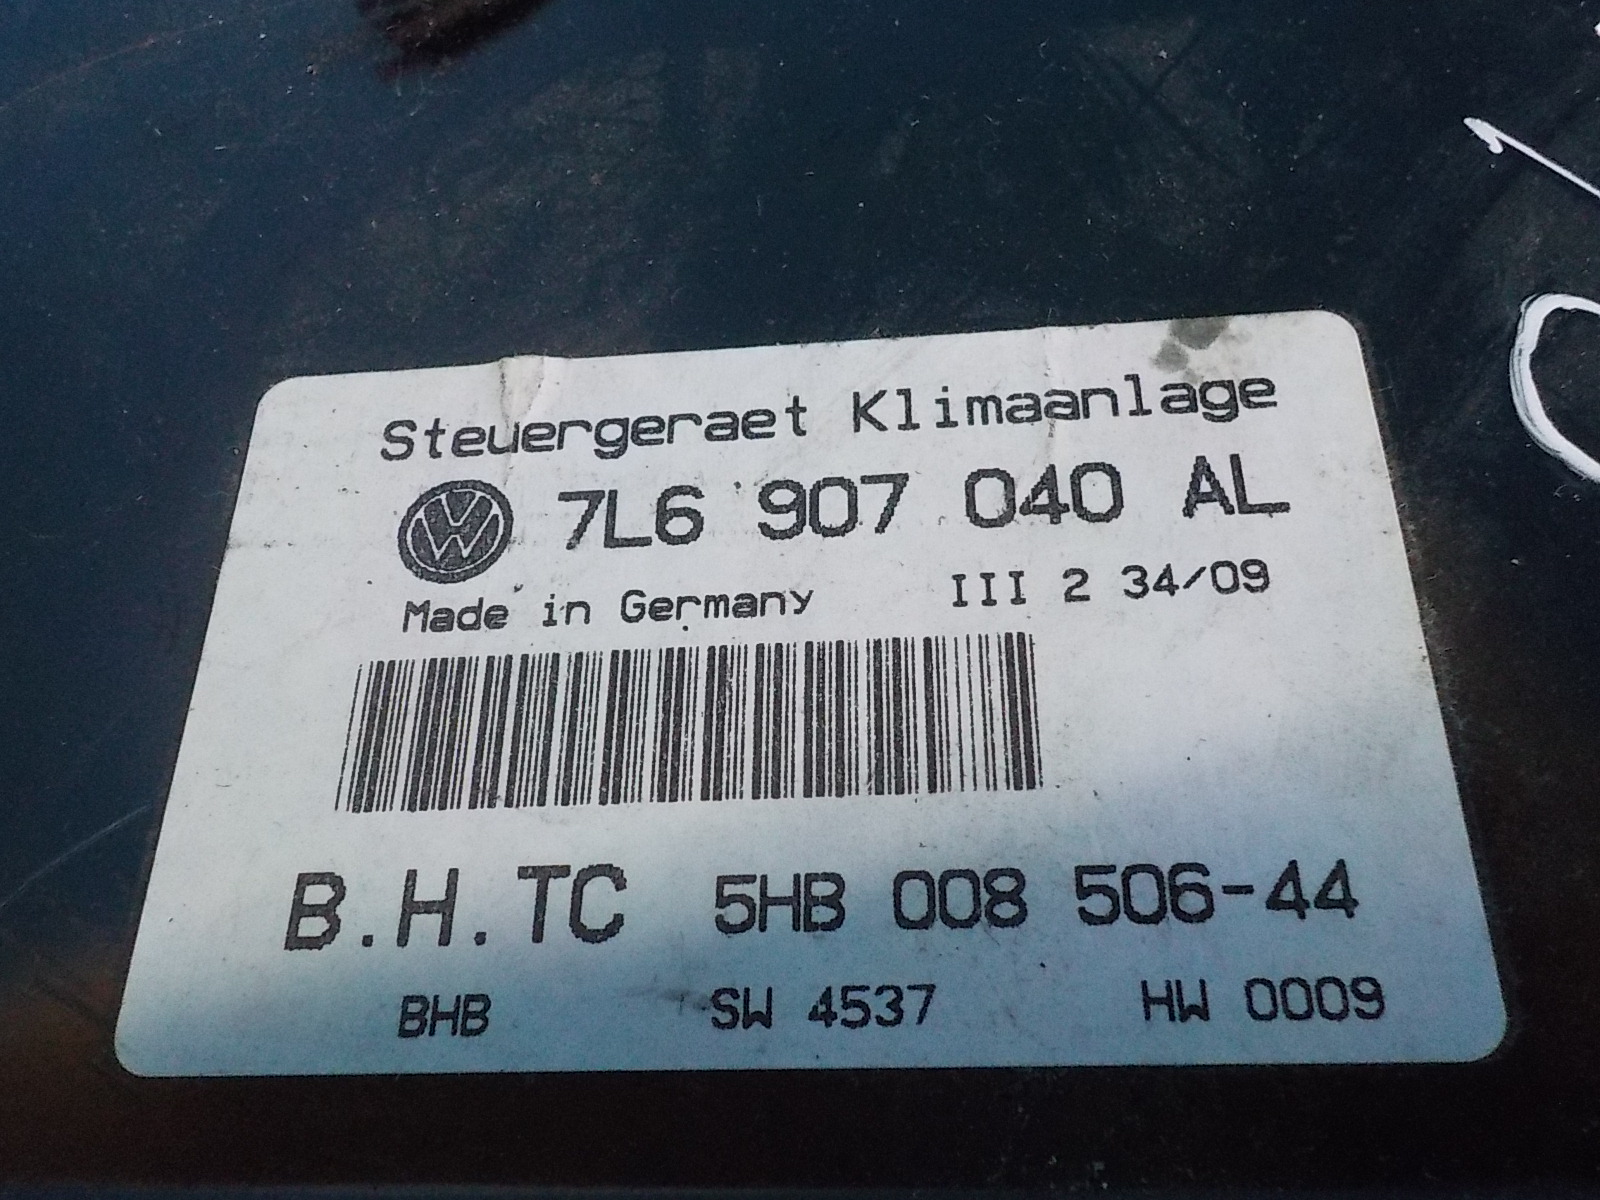 Steuergeraet Klimaanlage
7L6 907 040 AL
Made in Germany III 2 34/09
B.H.TC 5HB 008 506-44
BHB SW 4537 HW 0009